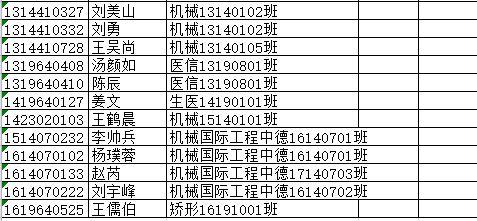 1314410327 刘美山 机械13140102班
1314410332 刘勇 机械13140102班
1314410728 王吴尚 机械13140105班
1319640408 汤颜如 医信13190801班
1319640410 陈辰 医信13190801班
1419640127 姜文 生医14190101班
1423020103 王鹤晨 机械15140101班
1514070232 李帅兵 机械国际工程中德16140701班
1614070102 杨璞蓉 机械国际工程中德16140701班
1614070133 赵芮 机械国际工程中德17140703班
1614070222 刘宇峰 机械国际工程中德16140702班
1619640525 王儒伯 矫形16191001班